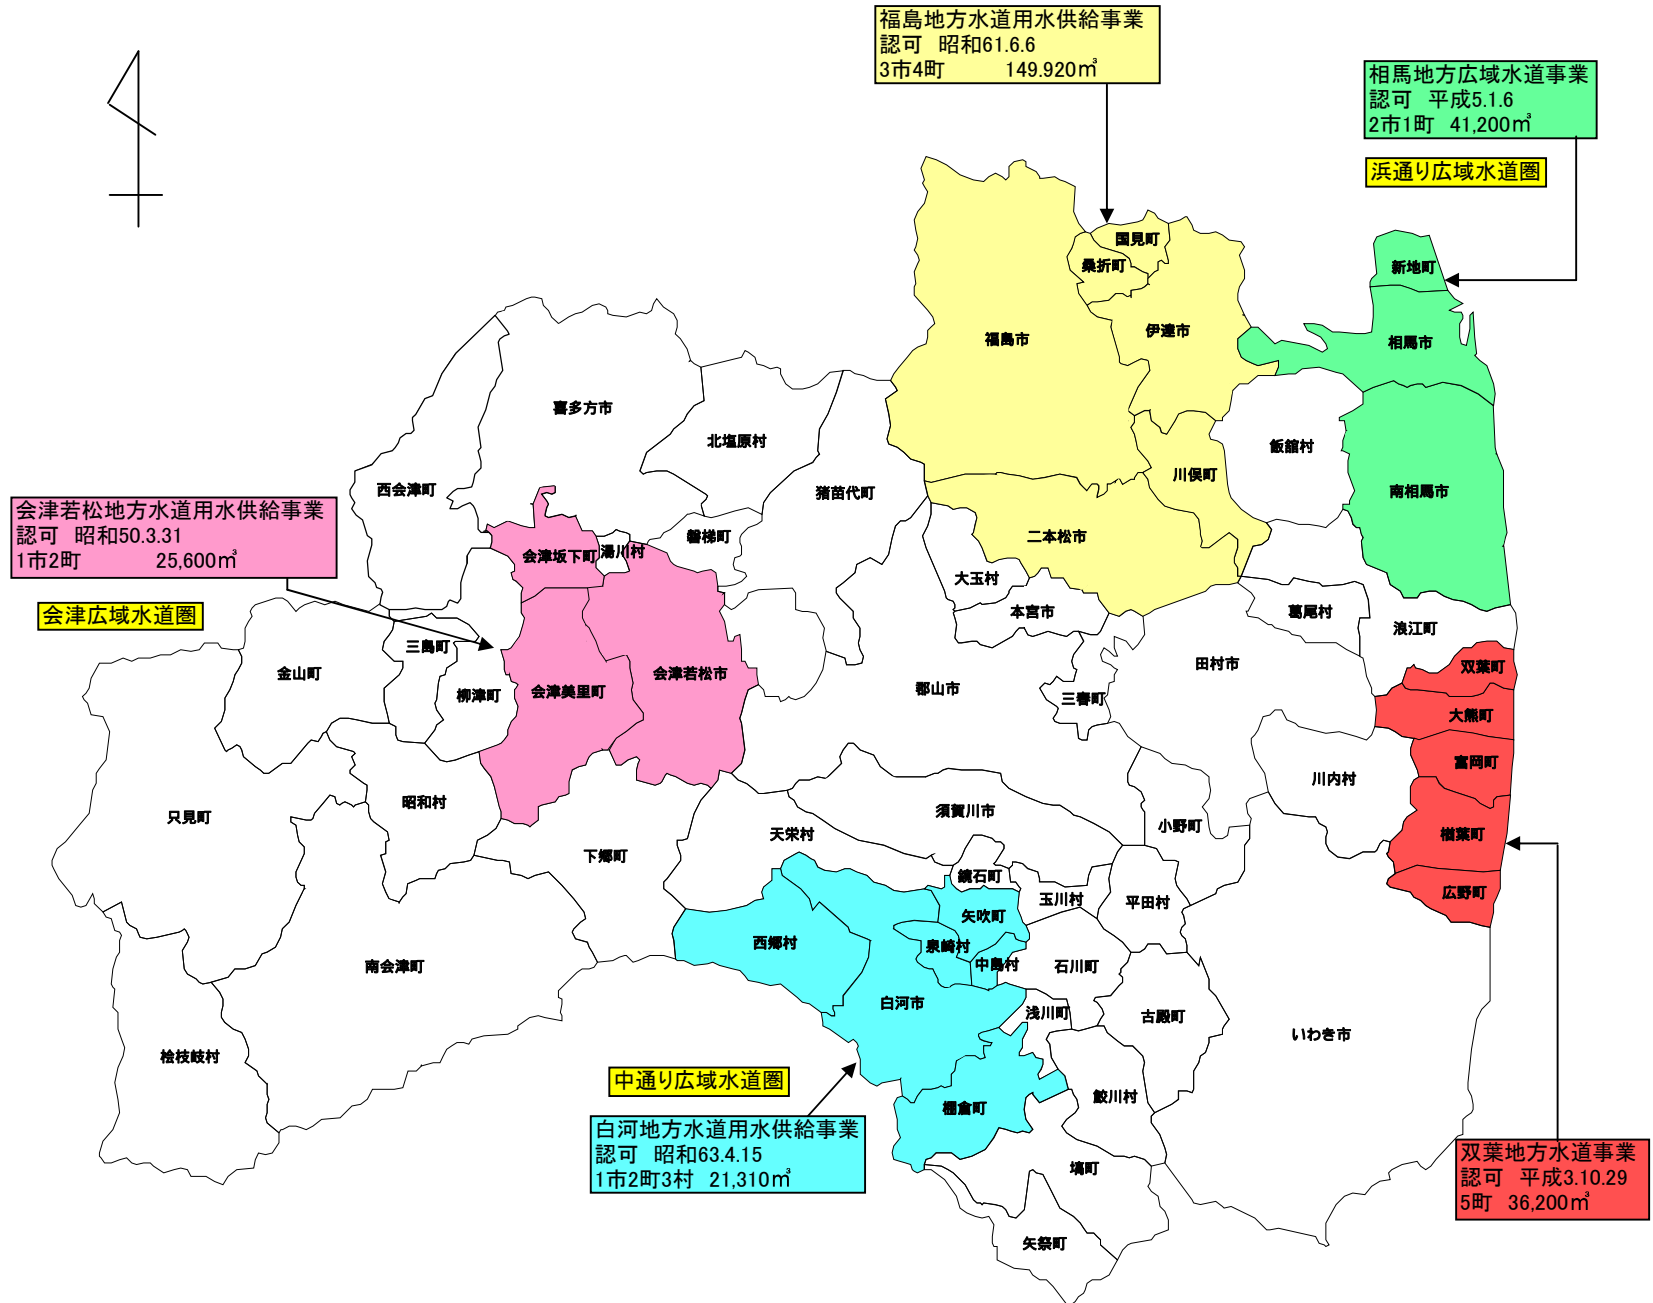 福島地方水道用水供給事業
認可 昭和61.6.6
3市4町 149.920㎥
相馬地方広域水道事業
認可 平成5.1.6
2市1町 41,200㎥
浜通り広域水道圏
国見町
桑折町
新地町
福島市
伊達市
相馬市
喜多方市
北塩原村
飯舘村
川俣町
西会津町
猪苗代町
南相馬市
会津若松地方水道用水供給事業
認可 昭和50.3.31
1市2町 25,600㎥
磐梯町
二本松市
会津坂下町
湯川村
大玉村
会津広域水道圏
本宮市
葛尾村
浪江町
三島町
田村市
双葉町
金山町
会津若松市
柳津町
会津美里町
郡山市
三春町
大熊町
富岡町
川内村
昭和村
須賀川市
只見町
天栄村
小野町
楢葉町
下郷町
鏡石町
玉川村
平田村
広野町
矢吹町
西郷村
泉崎村
中島村
南会津町
石川町
白河市
浅川町
古殿町
いわき市
桧枝岐村
中通り広域水道圏
棚倉町
鮫川村
白河地方水道用水供給事業
認可 昭和63.4.15
1市2町3村 21,310㎥
双葉地方水道事業
認可 平成3.10.29
5町 36,200㎥
塙町
矢祭町